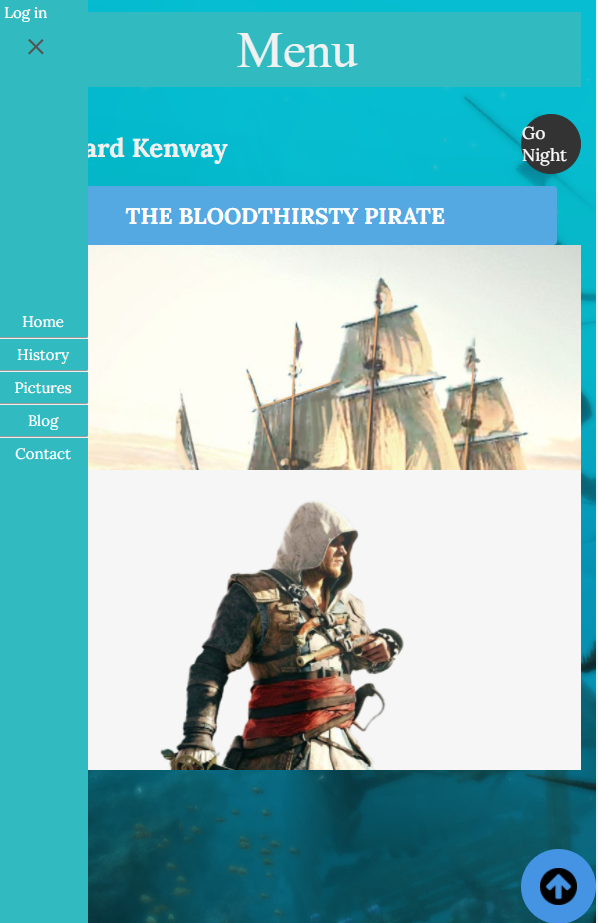 Log in
Menu
ard Kenway
Go
Night
THE BLOODTHIRSTY PIRATE
Home
History
Pictures
Blog
Contact